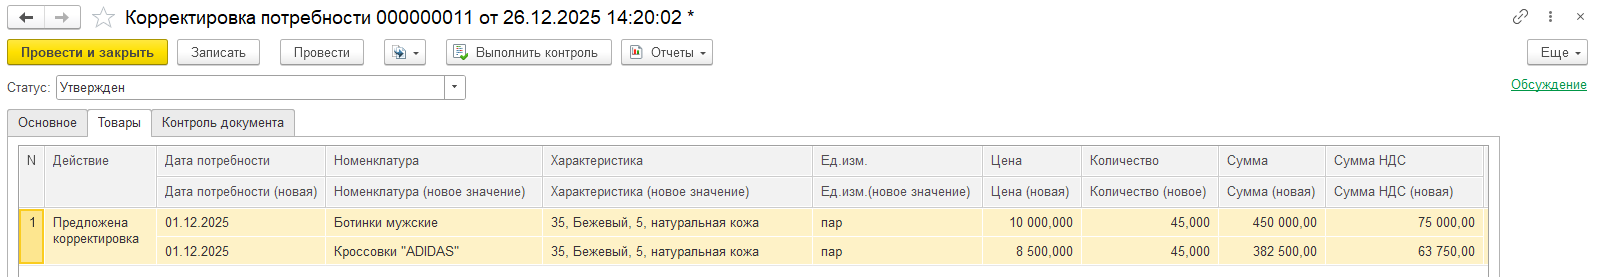 Корректировка потребности 000000011 от 26.12.2025 14:20:02 *
Провести и закрыть Записать Провести Выполнить контроль Отчеты Еще
Статус: Утвержден Обсуждение
Основное Товары Контроль документа
N Действие Дата потребности Номенклатура Характеристика Ед.изм. Цена Количество Сумма Сумма НДС
Дата потребности (новая) Номенклатура (новое значение) Характеристика (новое значение) Ед.изм.(новое значение) Цена (новая) Количество (новое) Сумма (новая) Сумма НДС (новая)
1 Предложена 01.12.2025 Ботинки мужские 35, Бежевый, 5, натуральная кожа пар 10 000,000 45,000 450 000,00 75 000,00
корректировка 01.12.2025 Кроссовки "ADIDAS" 35, Бежевый, 5, натуральная кожа пар 8 500,000 45,000 382 500,00 63 750,00